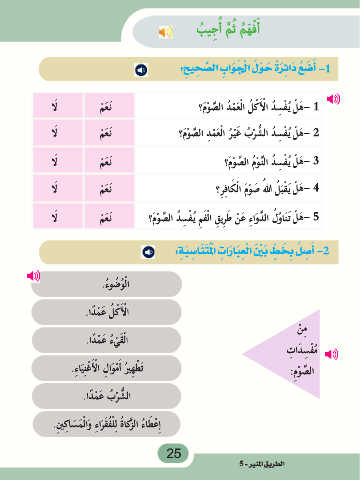 أَفْهَمُ ثُمَّ أُجِيبُ
1- أَضَعُ دَائِرَةً حَوْلَ الْجَوَابِ الصَّحِيحِ:
1 –هَلْ يُفْسِدُ الْأَكْلُ الْعَمْدُ الصَّوْمَ؟ نَعَمْ لَا
2 –هَلْ يُفْسِدُ الشُّرْبُ غَيْرُ الْعَمْدِ الصَّوْمَ؟ نَعَمْ لَا
3 –هَلْ يُفْسِدُ النَّوْمُ الصَّوْمَ؟ نَعَمْ لَا
4 –هَلْ يَقْبَلُ اللهُ صَوْمَ الْكَافِرِ؟ نَعَمْ لَا
5 –هَلْ تَنَاوُلُ الدَّوَاءِ عَنْ طَرِيقِ الْفَمِ يُفْسِدُ الصَّوْمَ؟ نَعَمْ لَا
2- أَصِلُ بِخَطٍّ بَيْنَ الْعِبَارَاتِ الْمُتَنَاسِبَةِ:
مِنْ
مُفْسِدَاتِ
الصَّوْمِ:
الْوُضُوءُ.
الْأَكْلُ عَمْدًا.
الْقَيْءُ عَمْدًا.
تَطْهِيرُ أَمْوَالِ الْأَغْنِيَاءِ.
الشُّرْبُ عَمْدًا.
إِعْطَاءُ الزَّكَاةِ لِلْفُقَرَاءِ وَالْمَسَاكِينِ.
25
الطريق المنير - 5